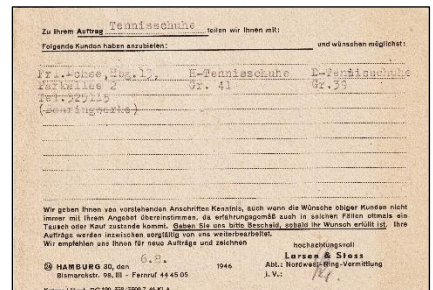 Zu Ihrem Auftrag Tennisschuhe teilen wir Ihnen mit:
Folgende Kunden haben anzubieten: und wünschen möglichst:
Frl. Hbg. 13, H-Tennisschuhe D-Tennisschuhe
Parkallee 2 Gr. 41 Gr. 39
Tel. 529115
Wir geben Ihnen von vorstehenden Anschriften Kenntnis, auch wenn die Wünsche obiger Kunden nicht
immer mit Ihrem Angebot übereinstimmen, da erfahrungsgemäß auch in solchen Fällen oftmals ein
Tausch oder Kauf zustande kommt. Geben Sie uns bitte Bescheid, sobald Ihr Wunsch erfüllt ist. Ihre
Aufträge werden inzwischen sorgfältig von uns weiterbearbeitet.
Wir empfehlen uns Ihnen für neue Aufträge und zeichnen hochachtungsvoll
6.8. Larsen & Stoss
HAMBURG 30, den 1946 Abt.: Nordwest-Ring-Vermittlung
Bismarckstr. 98, III - Fernruf 44 45 05 i. V.: